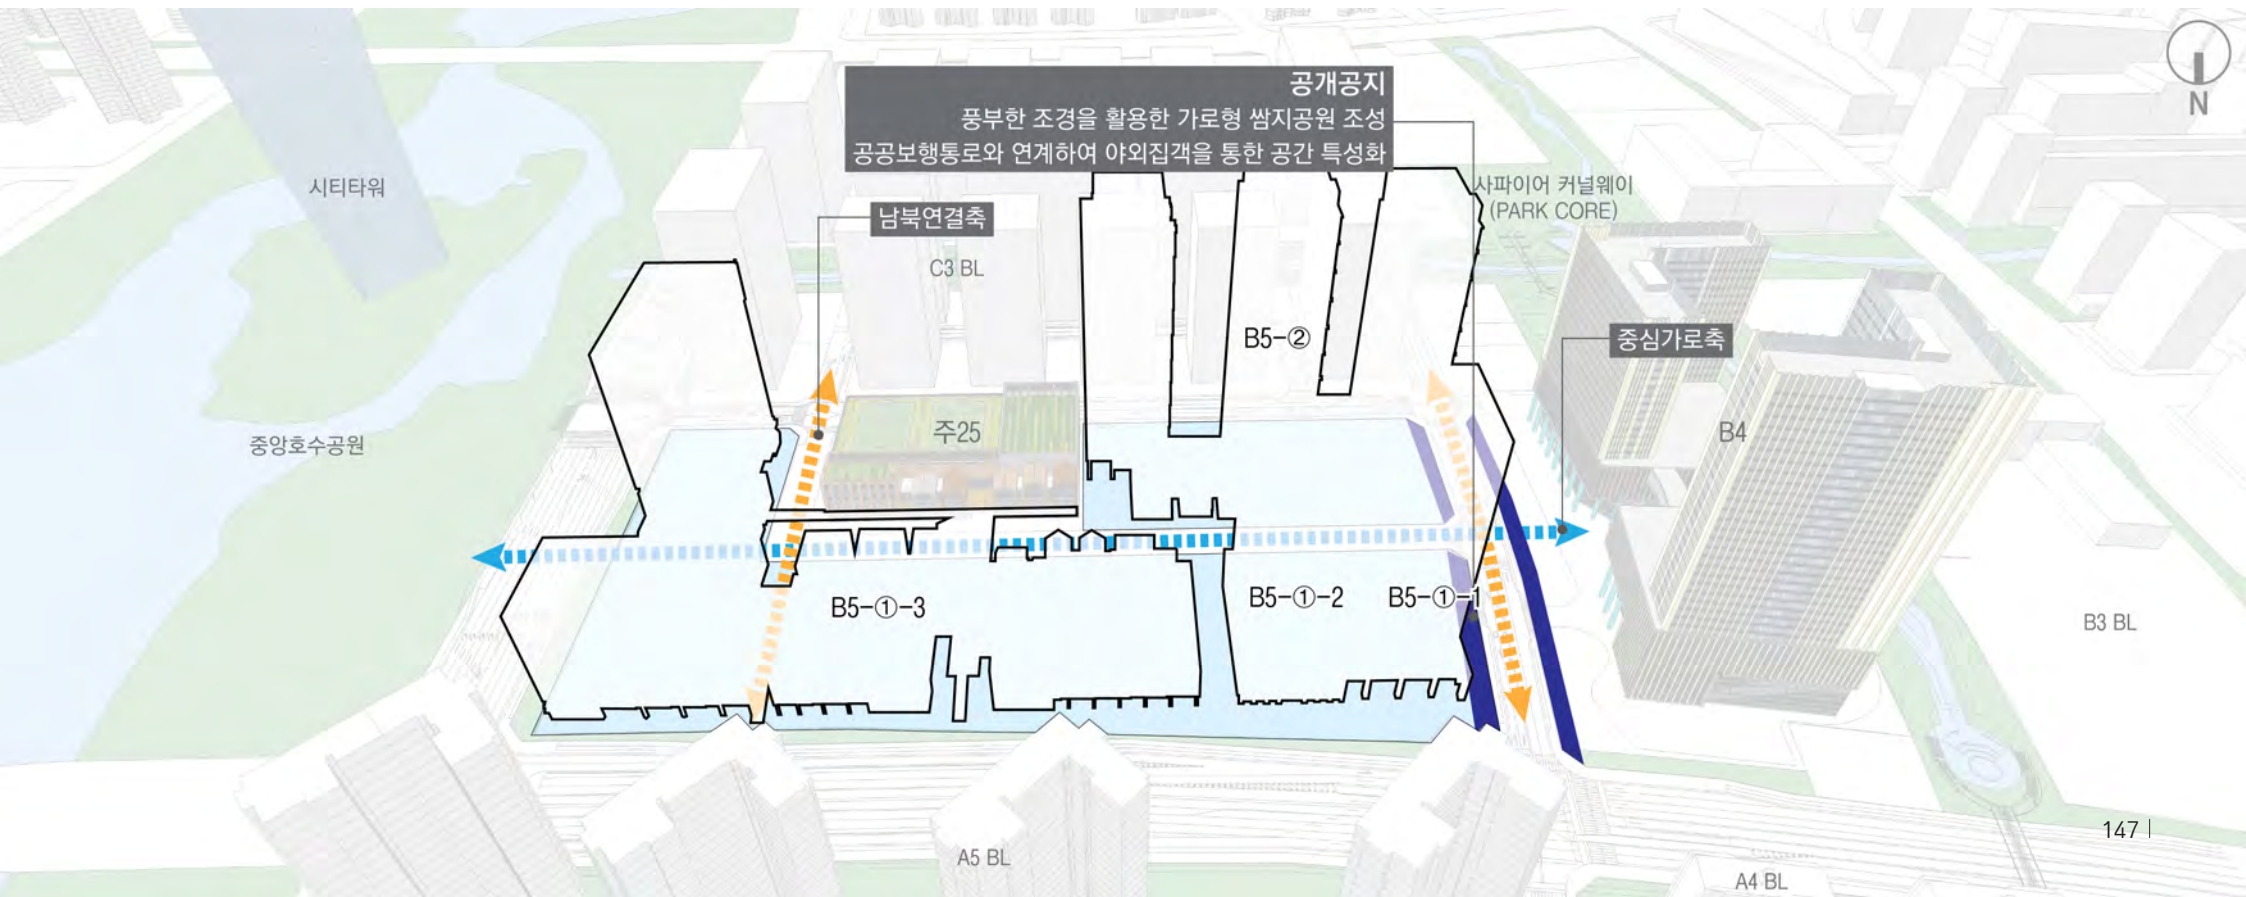 공개공지
풍부한 조경을 활용한 가로형 쌈지공원 조성
공공보행통로와 연계하여 야외집객을 통한 공간 특성화
N
시티타워
남북연결축
사파이어 커널웨이
(PARK CORE)
C3 BL
B5-②
중심가로축
중앙호수공원
주25
B4
B5-①-3
B5-①-2
B5-①-1
B3 BL
147
A5 BL
A4 BL